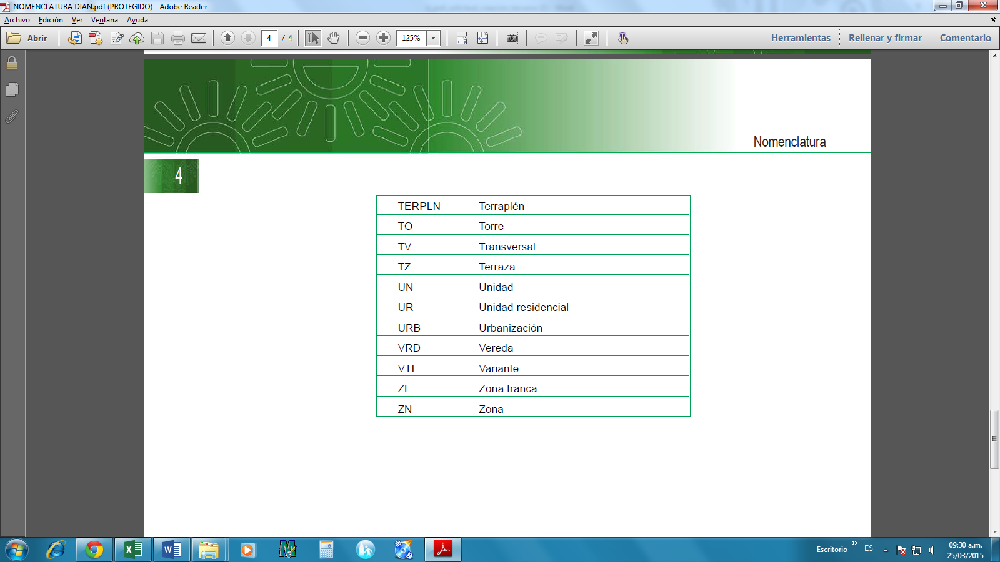 NOMENCLATURA DIAN.pdf (PROTEGIDO) - Adobe Reader
Archivo Edición Ver Ventana Ayuda
Abrir 4 / 4 125% Herramientas Rellenar y firmar Comentario
Nomenclatura
4
TERPLN Terraplén
TO Torre
TV Transversal
TZ Terraza
UN Unidad
UR Unidad residencial
URB Urbanización
VRD Vereda
VTE Variante
ZF Zona franca
ZN Zona
Escritorio » ES 09:30 a.m.
25/03/2015